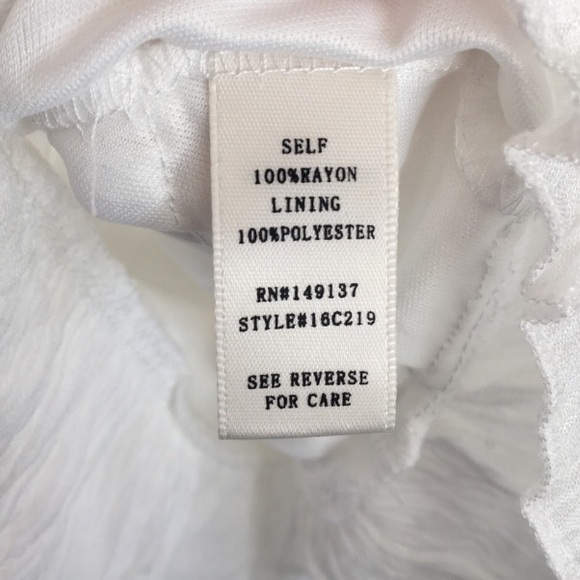 SELF
100%RAYON
LINING
100%POLYESTER
RN#149137
STYLE#16C219
SEE REVERSE
FOR CARE